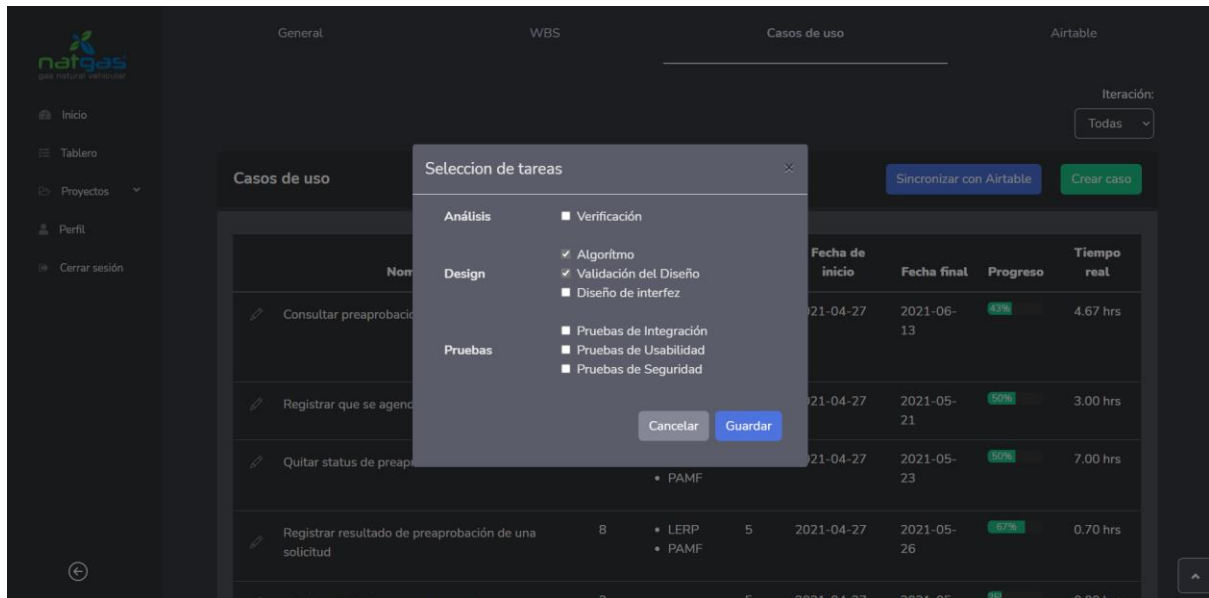 natgas
gas natural vehicular
Inicio
Tablero
Proyectos
Perfil
Cerrar sesión
General
WBS
Casos de uso
Airtable
Iteración:
Todas
Casos de uso
Sincronizar con Airtable
Crear caso
Seleccion de tareas
×
Análisis
Verificación
Design
Algorítmo
Validación del Diseño
Diseño de interfez
Pruebas
Pruebas de Integración
Pruebas de Usabilidad
Pruebas de Seguridad
Cancelar
Guardar
Fecha de
inicio
Fecha final
Progreso
Tiempo
real
Consultar
21-04-27
2021-06-
13
43%
4.67 hrs
Registrar que se
21-04-27
2021-05-
21
50%
3.00 hrs
Quitar status de
• PAMF
21-04-27
2021-05-
23
50%
7.00 hrs
Registrar resultado de preaprobación de una
solicitud
8
• LERP
• PAMF
5
2021-04-27
2021-05-
26
67%
0.70 hrs